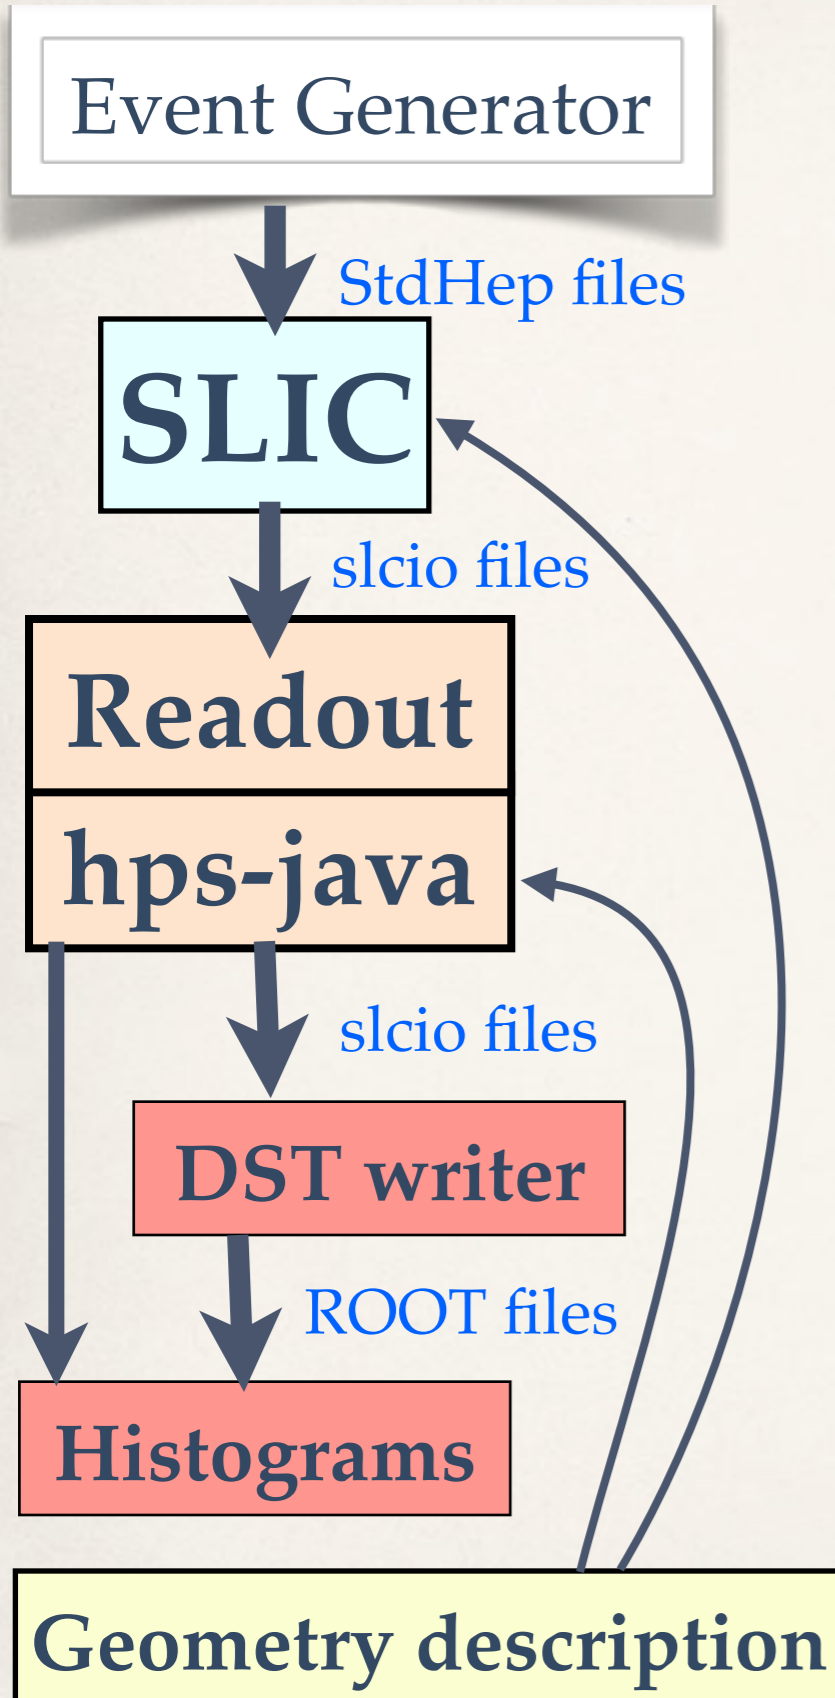 Event Generator
StdHep files
SLIC
slcio files
Readout
hps-java
slcio files
DST writer
ROOT files
Histograms
Geometry description